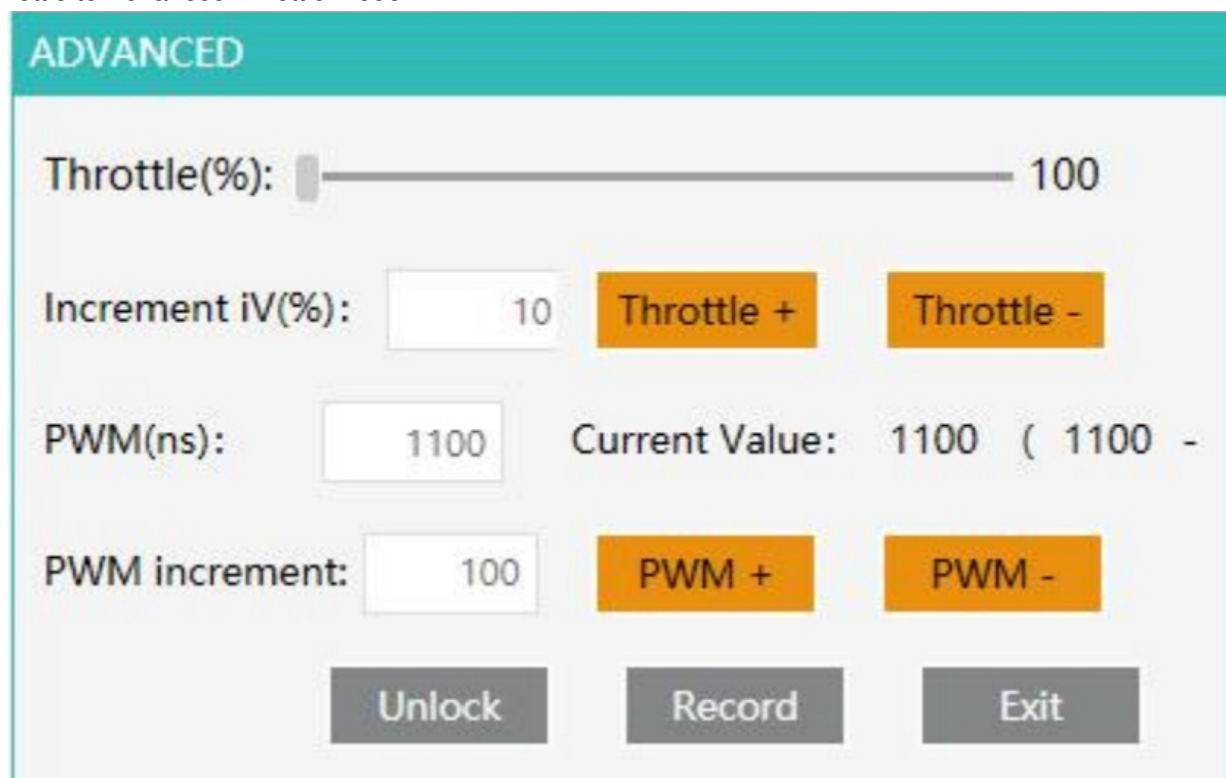 ADVANCED
Throttle(%): 100
Increment iV(%): 10 Throttle + Throttle -
PWM(ns): 1100 Current Value: 1100 ( 1100 -
PWM increment: 100 PWM + PWM -
Unlock Record Exit